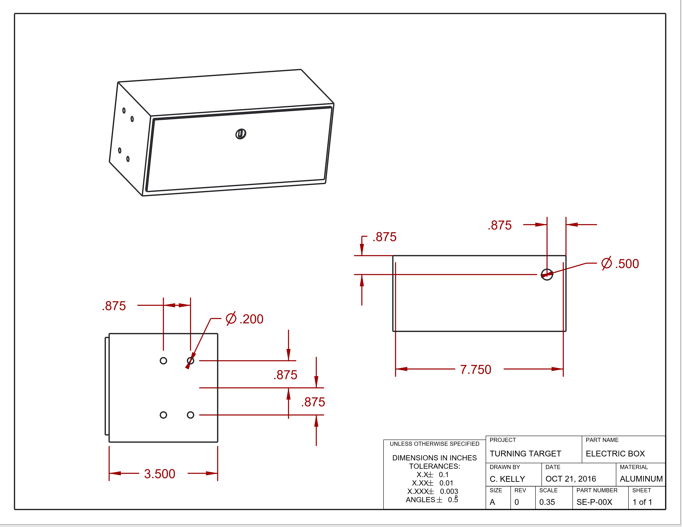 .875
.875
Ø .500
7.750
.875
Ø .200
.875
.875
3.500
UNLESS OTHERWISE SPECIFIED
DIMENSIONS IN INCHES
TOLERANCES:
X.X± 0.1
X.XX± 0.01
X.XXX± 0.003
ANGLES± 0.5
PROJECT
TURNING TARGET
PART NAME
ELECTRIC BOX
DRAWN BY
C. KELLY
DATE
OCT 21, 2016
MATERIAL
ALUMINUM
SIZE
A
REV
0
SCALE
0.35
PART NUMBER
SE-P-00X
SHEET
1 of 1